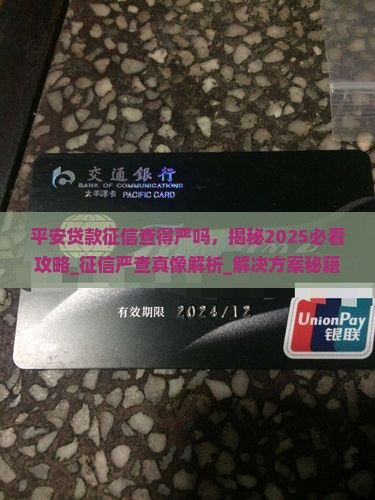 交通銀行
BANK OF COMMUNICATIONS
太平洋卡 PACIFIC CARD
平安贷款征信查得严吗，揭秘2025必看
攻略_征信严查真像解析_解决方案秘籍
有效期限 2024/12
UnionPay
银联
ATM